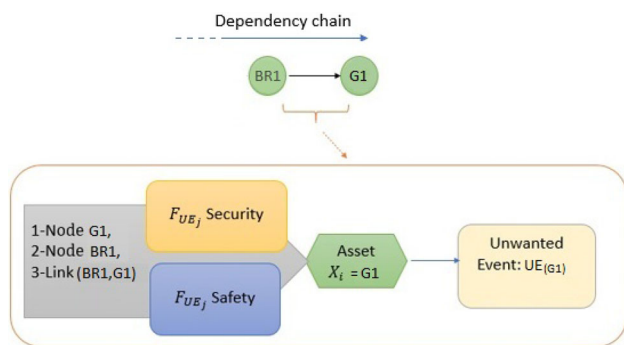 Dependency chain
BR1
G1
1-Node G1,
2-Node BR1,
3-Link (BR1,G1)
F_{UE_j} Security
F_{UE_j} Safety
Asset
X_i = G1
Unwanted
Event: UE_{(G1)}